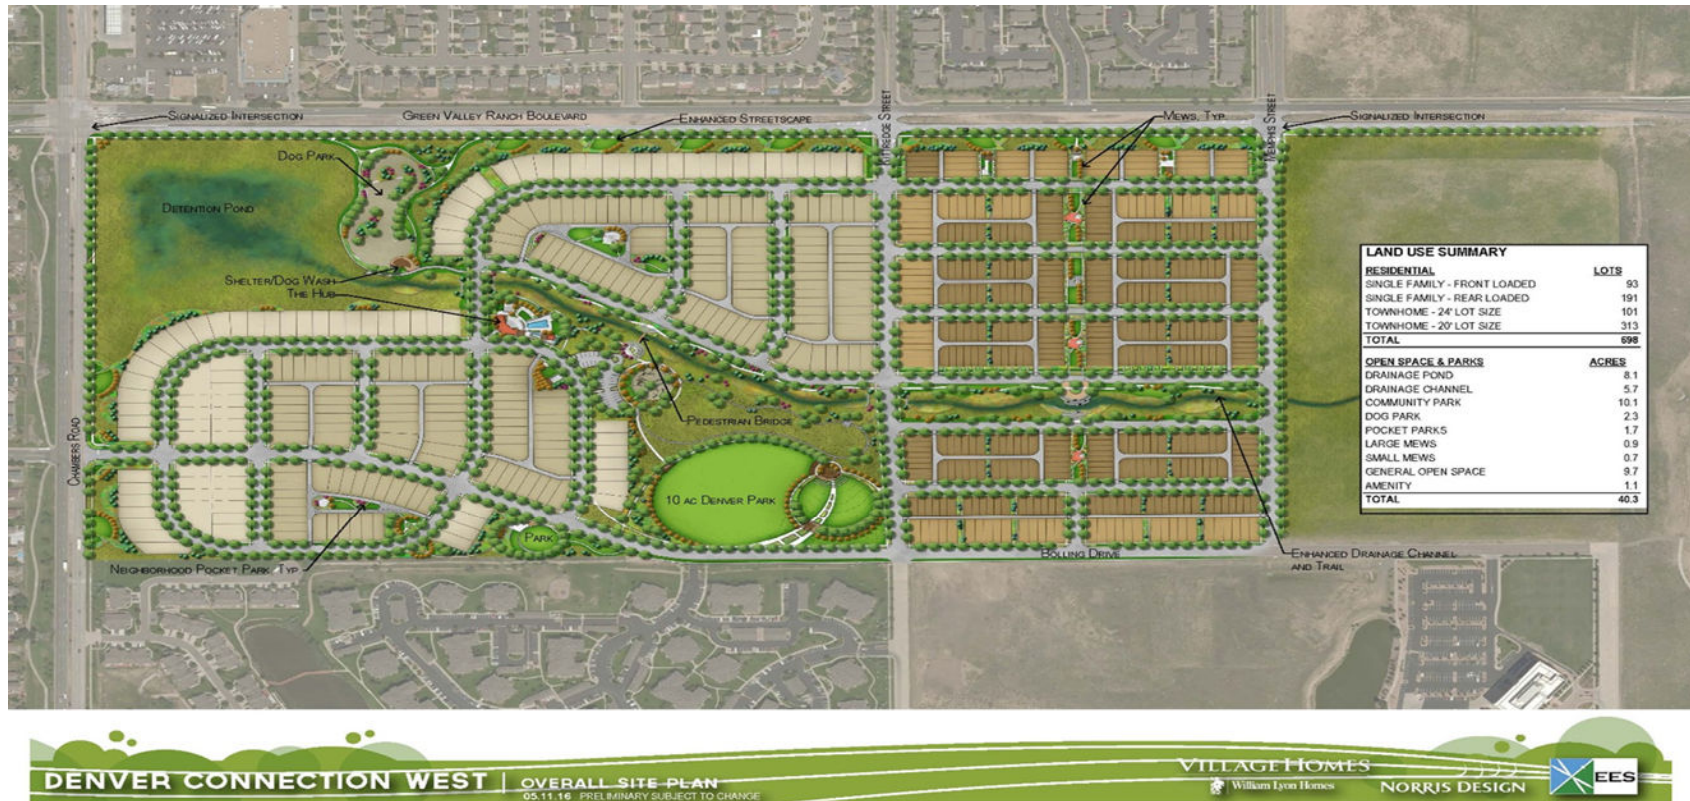 Signalized Intersection
Green Valley Ranch Boulevard
Enhanced Streetscape
Kittredge Street
Mews, Typ.
Memphis Street
Signalized Intersection
Dog Park
Detention Pond
Shelter/Dog Wash
The Hub
Pedestrian Bridge
Chambers Road
10 ac Denver Park
Park
Neighborhood Pocket Park, Typ
Bolling Drive
Enhanced Drainage Channel
and Trail
LAND USE SUMMARY
RESIDENTIAL LOTS
SINGLE FAMILY - FRONT LOADED 93
SINGLE FAMILY - REAR LOADED 191
TOWNHOME - 24' LOT SIZE 101
TOWNHOME - 20' LOT SIZE 313
TOTAL 698
OPEN SPACE & PARKS ACRES
DRAINAGE POND 8.1
DRAINAGE CHANNEL 5.7
COMMUNITY PARK 10.1
DOG PARK 2.3
POCKET PARKS 1.7
LARGE MEWS 0.9
SMALL MEWS 0.7
GENERAL OPEN SPACE 9.7
AMENITY 1.1
TOTAL 40.3
DENVER CONNECTION WEST | OVERALL SITE PLAN
05.11.16 PRELIMINARY SUBJECT TO CHANGE
VILLAGE HOMES
William Lyon Homes
NORRIS DESIGN
EES